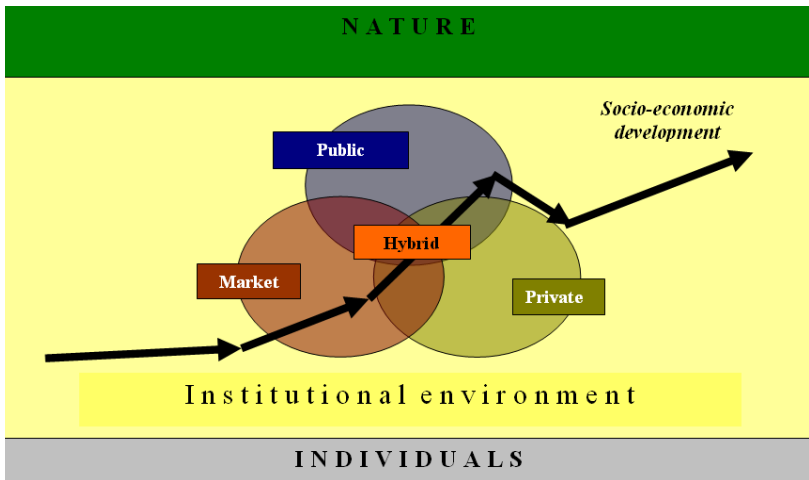 NATURE
Socio-economic
development
Public
Hybrid
Market
Private
Institutional environment
INDIVIDUALS